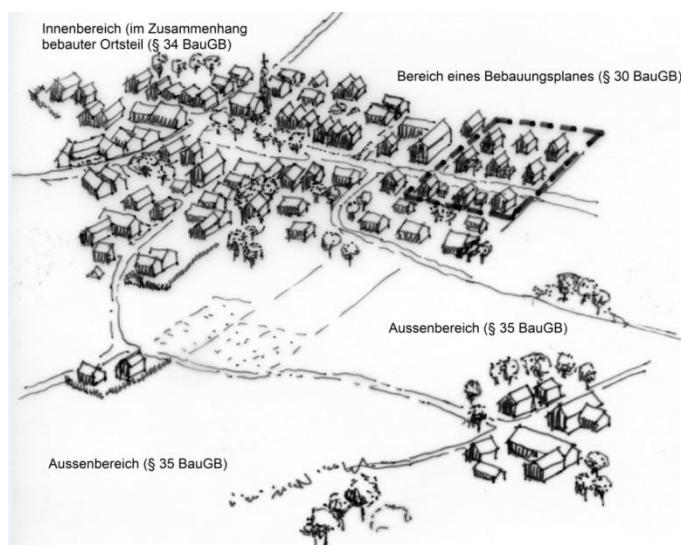 Innenbereich (im Zusammenhang
bebauter Ortsteil (§ 34 BauGB)
Bereich eines Bebauungsplanes (§ 30 BauGB)
Aussenbereich (§ 35 BauGB)
Aussenbereich (§ 35 BauGB)